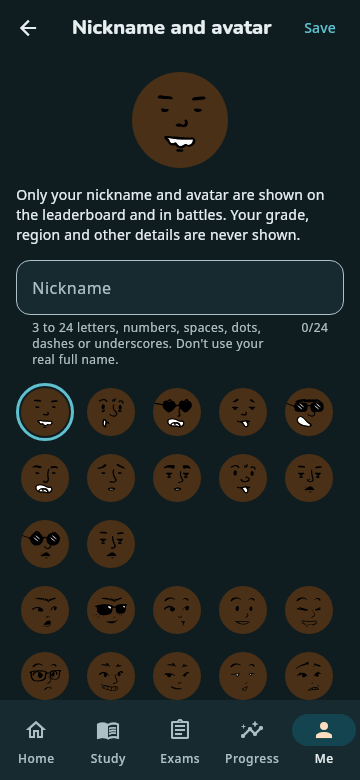 Nickname and avatar
Save
Only your nickname and avatar are shown on
the leaderboard and in battles. Your grade,
region and other details are never shown.
Nickname
3 to 24 letters, numbers, spaces, dots,
dashes or underscores. Don't use your
real full name.
0/24
Home
Study
Exams
Progress
Me